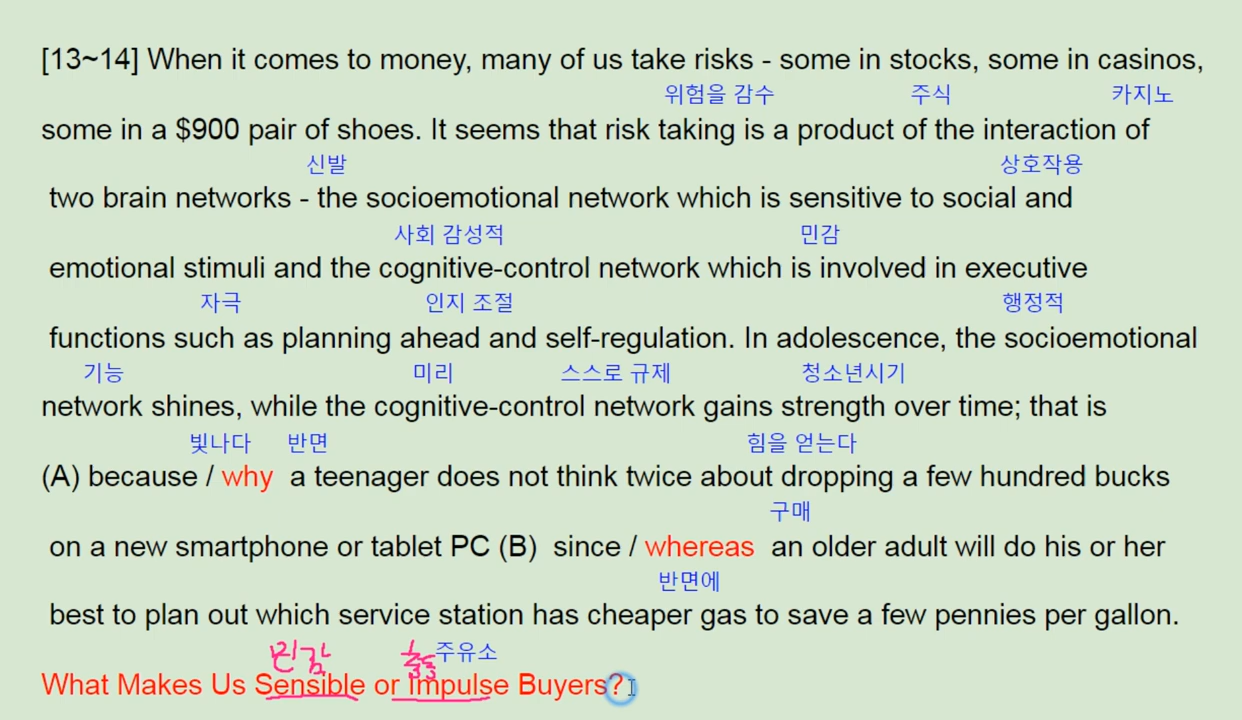 [13~14] When it comes to money, many of us take risks - some in stocks, some in casinos,
위험을 감수 주식 카지노
some in a $900 pair of shoes. It seems that risk taking is a product of the interaction of
신발 상호작용
two brain networks - the socioemotional network which is sensitive to social and
사회 감성적 민감
emotional stimuli and the cognitive-control network which is involved in executive
자극 인지 조절 행정적
functions such as planning ahead and self-regulation. In adolescence, the socioemotional
기능 미리 스스로 규제 청소년시기
network shines, while the cognitive-control network gains strength over time; that is
빛나다 반면 힘을 얻는다
(A) because / why a teenager does not think twice about dropping a few hundred bucks
구매
on a new smartphone or tablet PC (B) since / whereas an older adult will do his or her
반면에
best to plan out which service station has cheaper gas to save a few pennies per gallon.
민감 주유소
What Makes Us Sensible or Impulse Buyers?